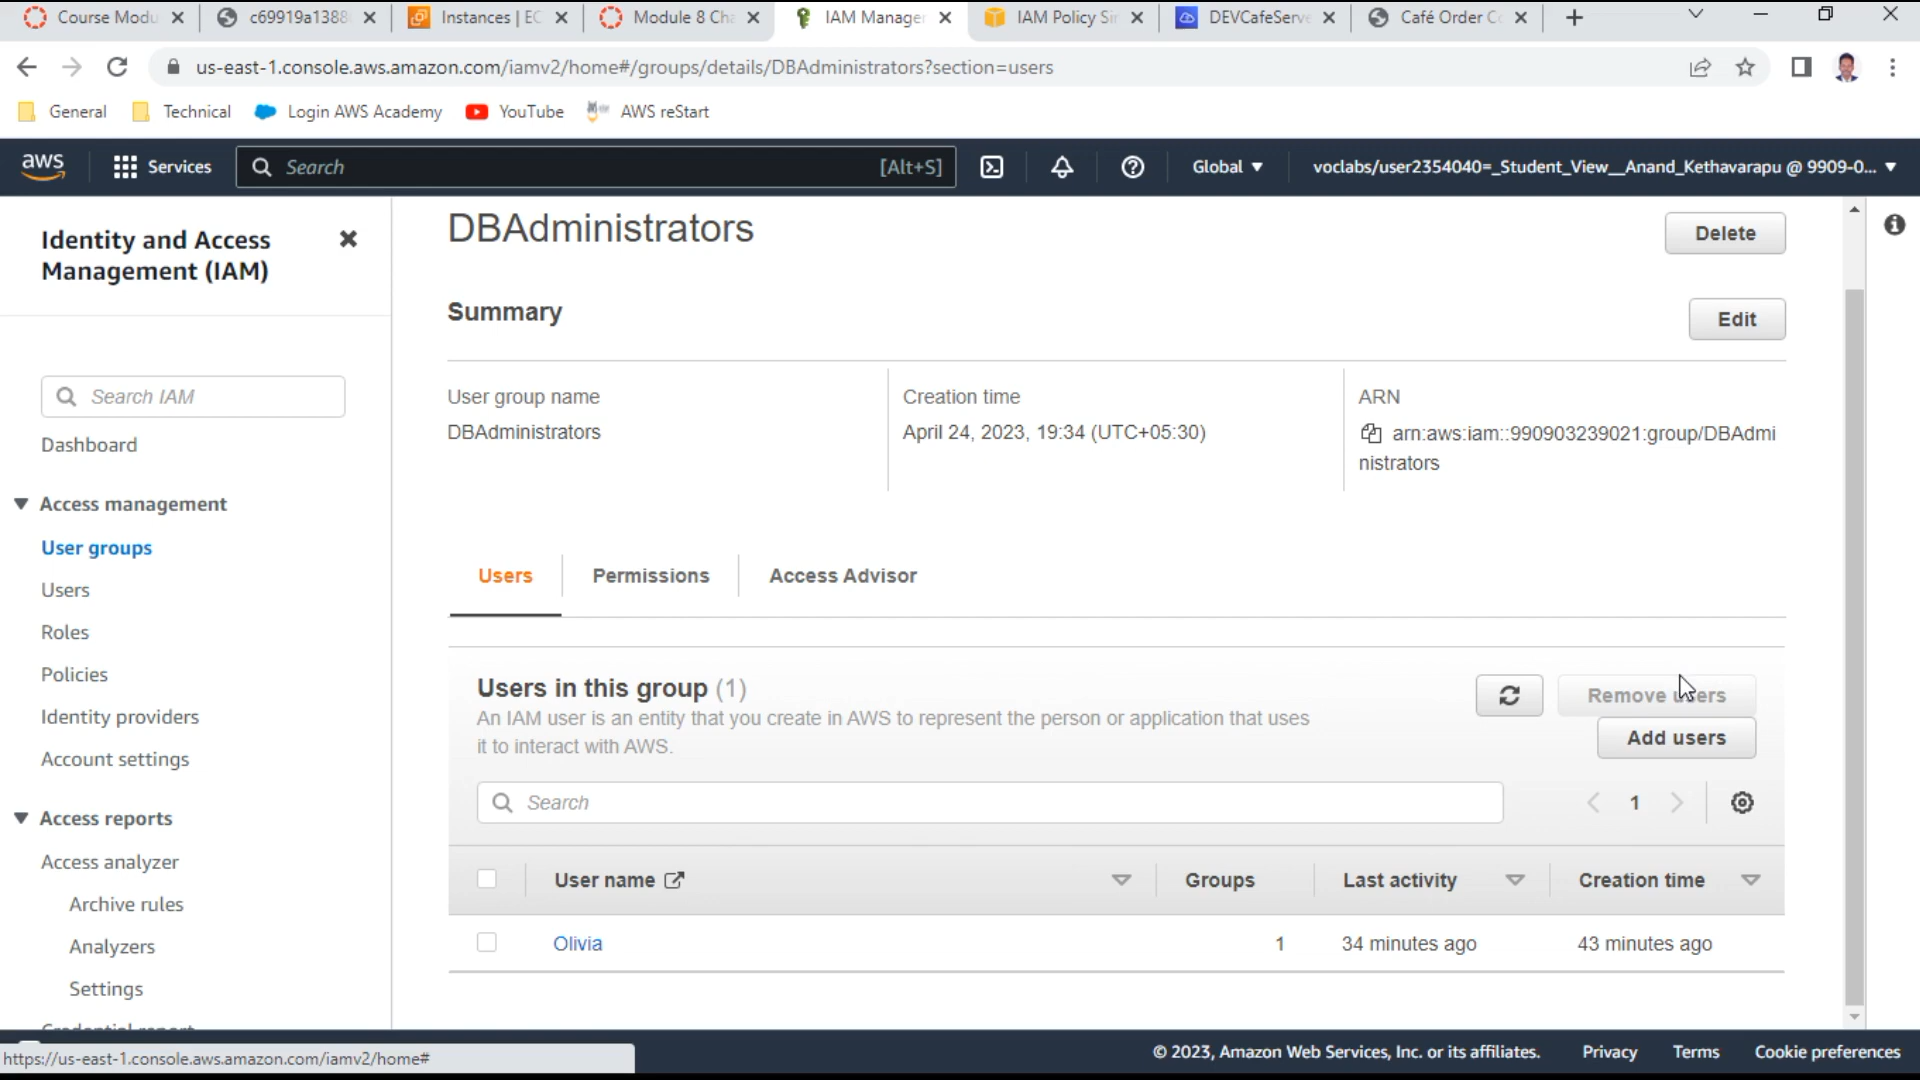 Course Modu
c69919a1388
Instances | EC
Module 8 Cha
IAM Manage
IAM Policy Si
DEVCafeServe
Café Order C
us-east-1.console.aws.amazon.com/iamv2/home#/groups/details/DBAdministrators?section=users
General
Technical
Login AWS Academy
YouTube
AWS reStart
aws
Services
Search
[Alt+S]
Global
voclabs/user2354040=_Student_View__Anand_Kethavarapu @ 9909-0...
Identity and Access
Management (IAM)
Search IAM
Dashboard
Access management
User groups
Users
Roles
Policies
Identity providers
Account settings
Access reports
Access analyzer
Archive rules
Analyzers
Settings
DBAdministrators
Delete
Summary
Edit
User group name
DBAdministrators
Creation time
April 24, 2023, 19:34 (UTC+05:30)
ARN
arn:aws:iam::990903239021:group/DBAdmi
nistrators
Users
Permissions
Access Advisor
Users in this group (1)
An IAM user is an entity that you create in AWS to represent the person or application that uses
it to interact with AWS.
Remove users
Add users
Search
1
User name
Groups
Last activity
Creation time
Olivia
1
34 minutes ago
43 minutes ago
https://us-east-1.console.aws.amazon.com/iamv2/home#
© 2023, Amazon Web Services, Inc. or its affiliates.
Privacy
Terms
Cookie preferences